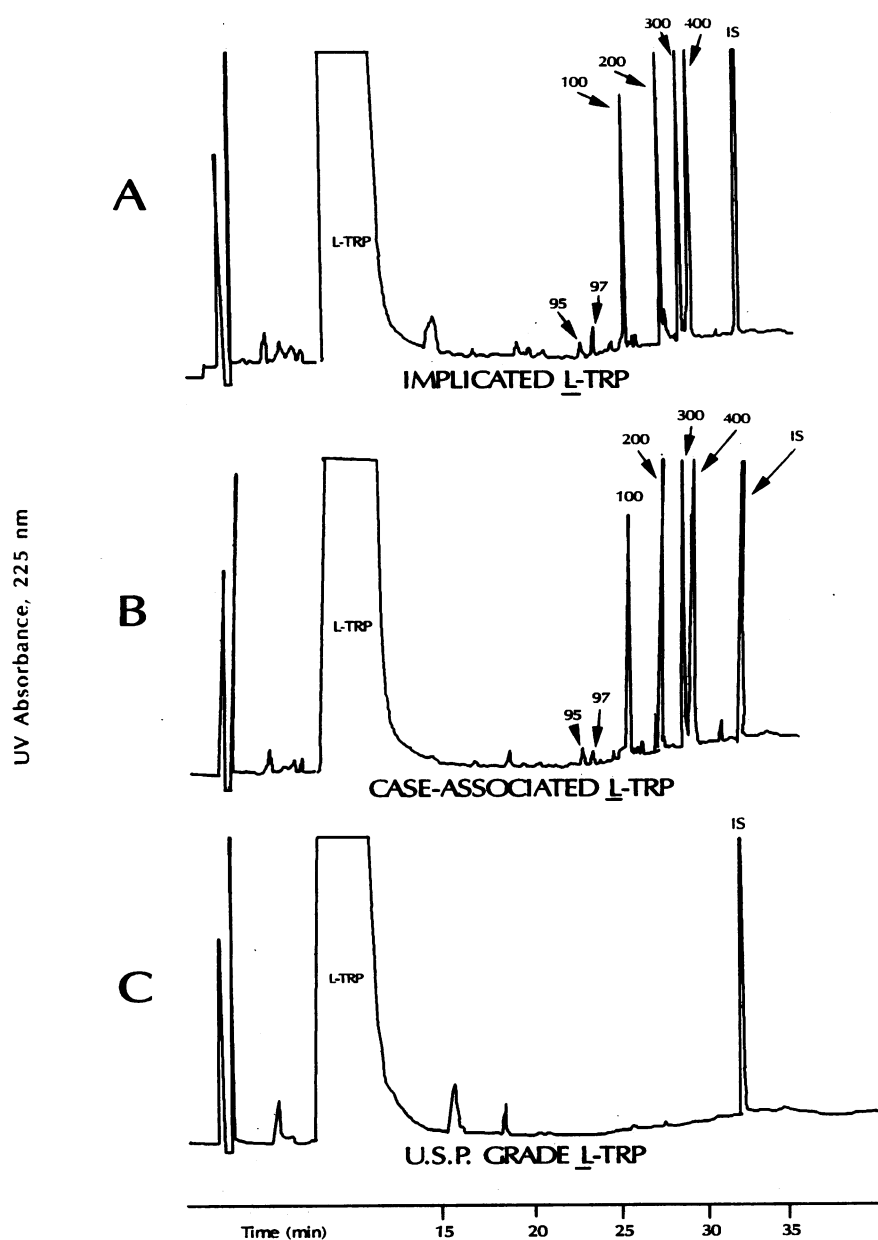 300 400 IS
200
100
A
L-TRP
97
95
IMPLICATED L-TRP
300 400
200 IS
100
B
L-TRP
97
95
CASE-ASSOCIATED L-TRP
UV Absorbance, 225 nm
IS
C
L-TRP
U.S.P. GRADE L-TRP
Time (min) 15 20 25 30 35